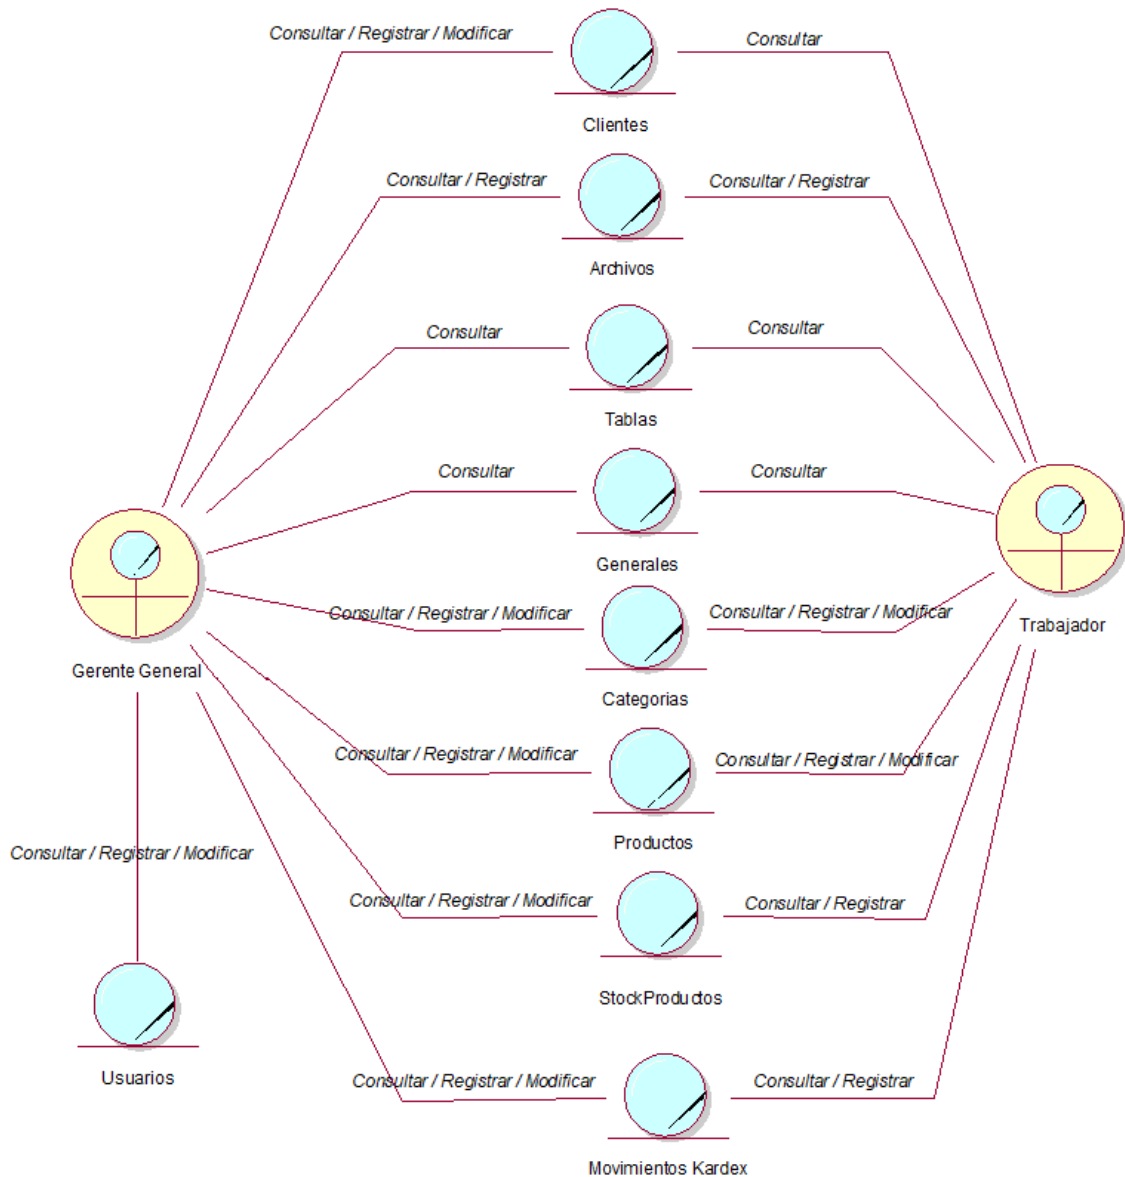 Consultar / Registrar / Modificar
Consultar
Clientes
Consultar / Registrar
Consultar / Registrar
Archivos
Consultar
Consultar
Tablas
Consultar
Consultar
Generales
Consultar / Registrar / Modificar
Consultar / Registrar / Modificar
Trabajador
Gerente General
Categorias
Consultar / Registrar / Modificar
Consultar / Registrar / Modificar
Productos
Consultar / Registrar / Modificar
Consultar / Registrar / Modificar
Consultar / Registrar
StockProductos
Usuarios
Consultar / Registrar / Modificar
Consultar / Registrar
Movimientos Kardex